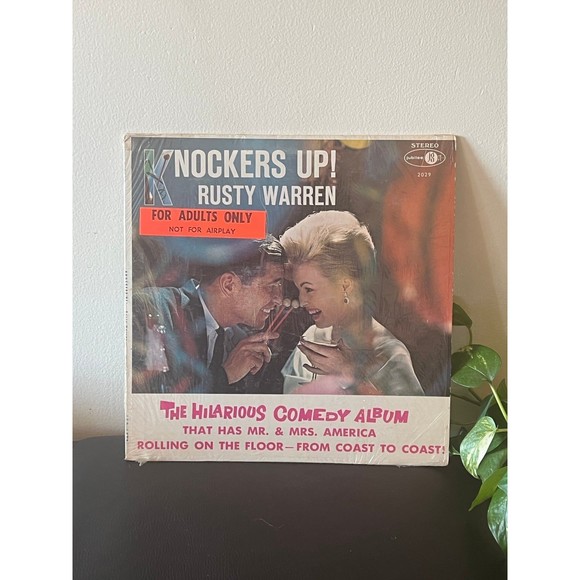 KNOCKERS UP!
RUSTY WARREN
FOR ADULTS ONLY
NOT FOR AIRPLAY
STEREO
2029
THE HILARIOUS COMEDY ALBUM
THAT HAS MR. & MRS. AMERICA
ROLLING ON THE FLOOR—FROM COAST TO COAST!